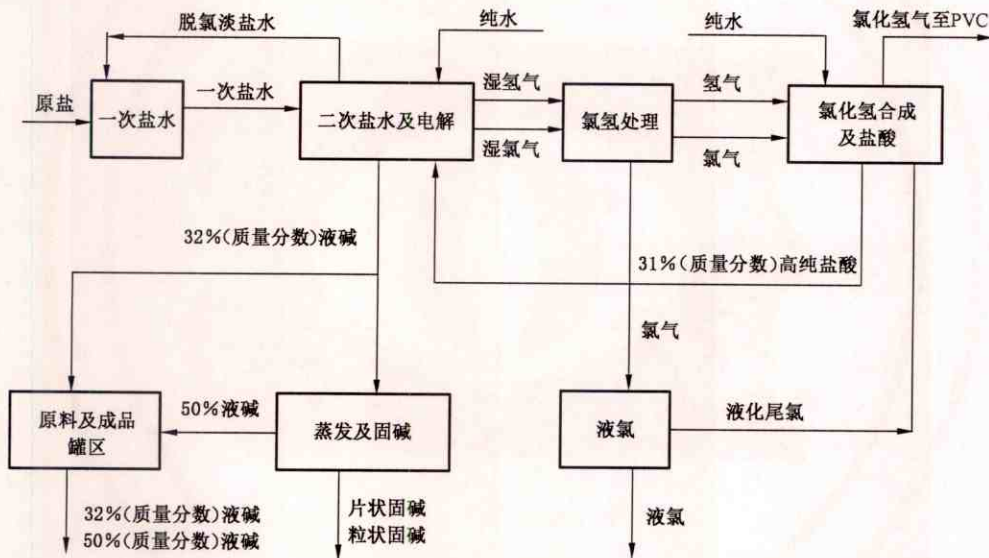 脱氯淡盐水
纯水
纯水
氯化氢气至PVC
原盐
一次盐水
一次盐水
二次盐水及电解
湿氢气
湿氯气
氯氢处理
氢气
氯气
氯化氢合成
及盐酸
32%(质量分数)液碱
31%(质量分数)高纯盐酸
氯气
原料及成品
罐区
50%液碱
蒸发及固碱
液氯
液化尾氯
32%(质量分数)液碱
50%(质量分数)液碱
片状固碱
粒状固碱
液氯